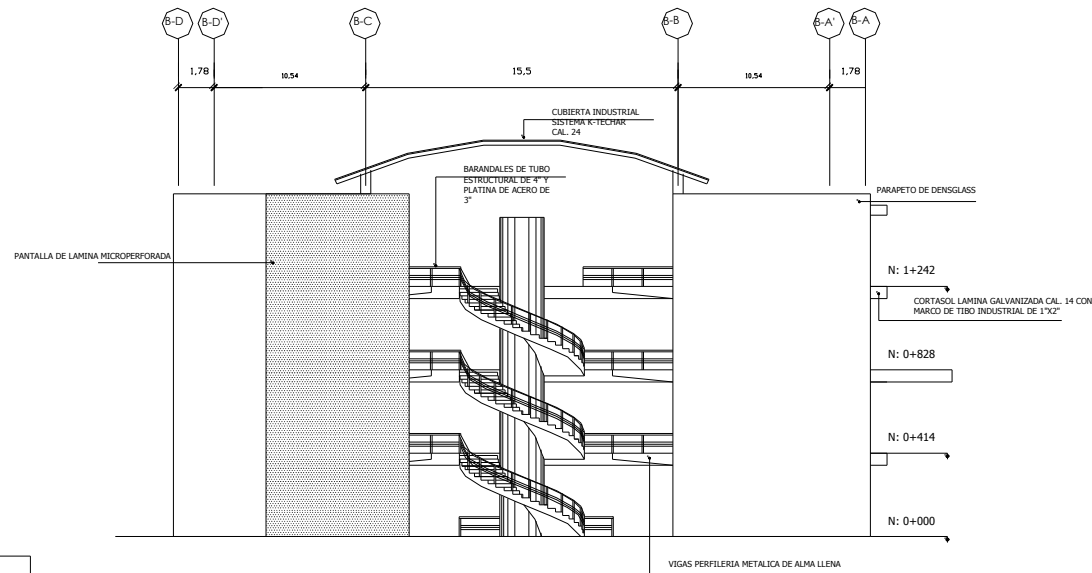 B-D
B-D'
B-C
B-B
B-A'
B-A
1,78
10,54
15,5
10,54
1,78
CUBIERTA INDUSTRIAL
SISTEMA K-TECHAR
CAL. 24
BARANDALES DE TUBO
ESTRUCTURAL DE 4" Y
PLATINA DE ACERO DE
3"
PARAPETO DE DENSGLASS
PANTALLA DE LAMINA MICROPERFORADA
N: 1+242
CORTASOL LAMINA GALVANIZADA CAL. 14 CON
MARCO DE TIBO INDUSTRIAL DE 1"X2"
N: 0+828
N: 0+414
N: 0+000
VIGAS PERFILERIA METALICA DE ALMA LLENA